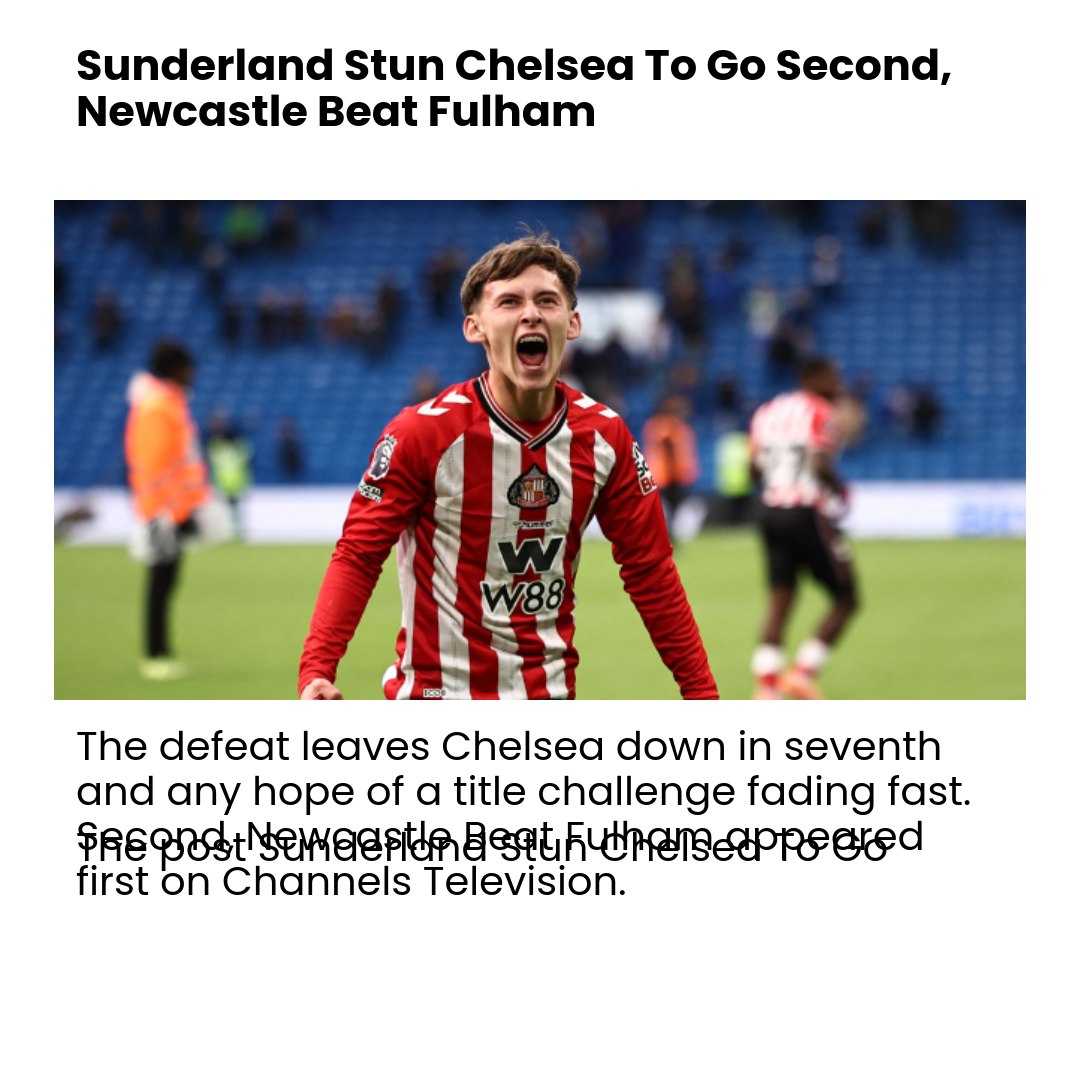 Sunderland Stun Chelsea To Go Second,
Newcastle Beat Fulham
hummel
W
W88
The defeat leaves Chelsea down in seventh
and any hope of a title challenge fading fast.
The post Sunderland Stun Chelsea To Go
Second, Newcastle Beat Fulham appeared
first on Channels Television.